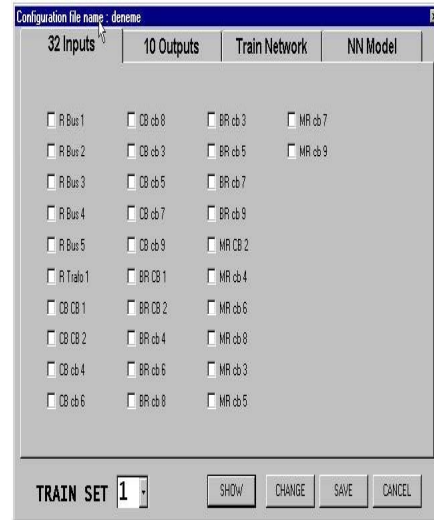 Configuration file name : deneme
32 Inputs 10 Outputs Train Network NN Model
R Bus 1 CB cb 8 BR cb 3 MR cb 7
R Bus 2 CB cb 3 BR cb 5 MR cb 9
R Bus 3 CB cb 5 BR cb 7
R Bus 4 CB cb 7 BR cb 9
R Bus 5 CB cb 9 MR CB 2
R Trafo 1 BR CB 1 MR cb 4
CB CB 1 BR CB 2 MR cb 6
CB CB 2 BR cb 4 MR cb 8
CB cb 4 BR cb 6 MR cb 3
CB cb 6 BR cb 8 MR cb 5
TRAIN SET 1 SHOW CHANGE SAVE CANCEL